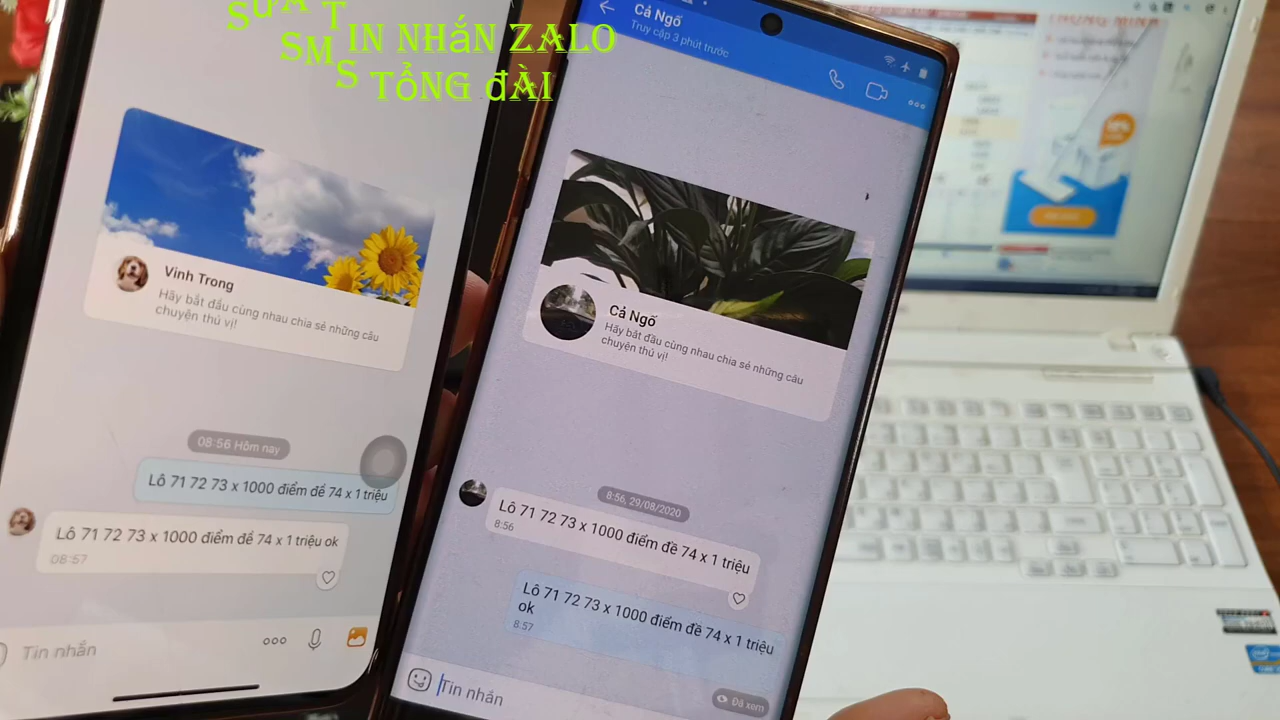 SỬA TIN NHẮN ZALO
SMS TỔNG ĐÀI
Vinh Trong
Hãy bắt đầu cùng nhau chia sẻ những câu
chuyện thú vị!
08:56 Hôm nay
Lô 71 72 73 x 1000 điểm đề 74 x 1 triệu
Lô 71 72 73 x 1000 điểm đề 74 x 1 triệu ok
08:57
Tin nhắn
Cả Ngố
Truy cập 3 phút trước
Cả Ngố
Hãy bắt đầu cùng nhau chia sẻ những câu
chuyện thú vị!
8:56, 29/08/2020
Lô 71 72 73 x 1000 điểm đề 74 x 1 triệu
8:56
Lô 71 72 73 x 1000 điểm đề 74 x 1 triệu
ok
8:57
Đã xem
Tin nhắn